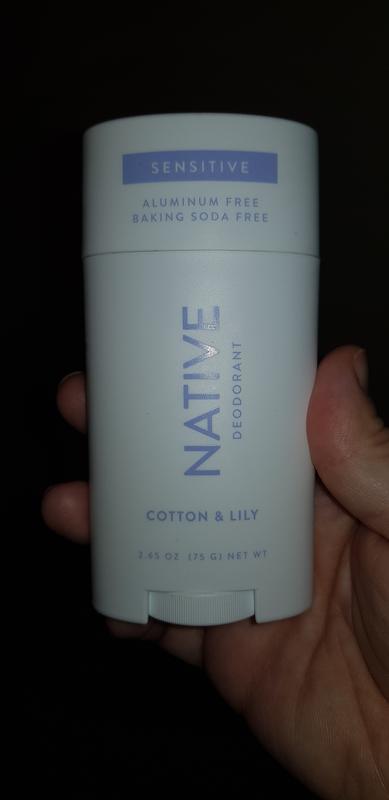 SENSITIVE
ALUMINUM FREE
BAKING SODA FREE
NATIVE
DEODORANT
COTTON & LILY
2.65 OZ (75 G) NET WT